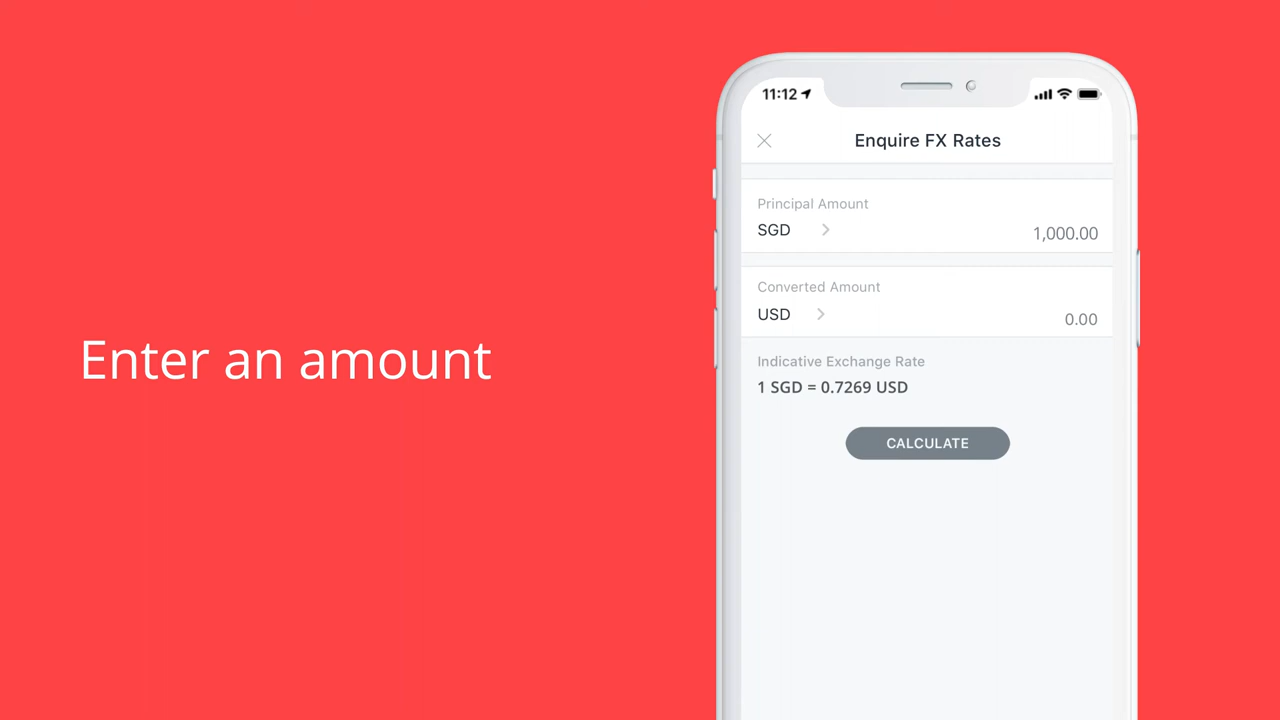 Enter an amount
11:12
Enquire FX Rates
Principal Amount
SGD
1,000.00
Converted Amount
USD
0.00
Indicative Exchange Rate
1 SGD = 0.7269 USD
CALCULATE